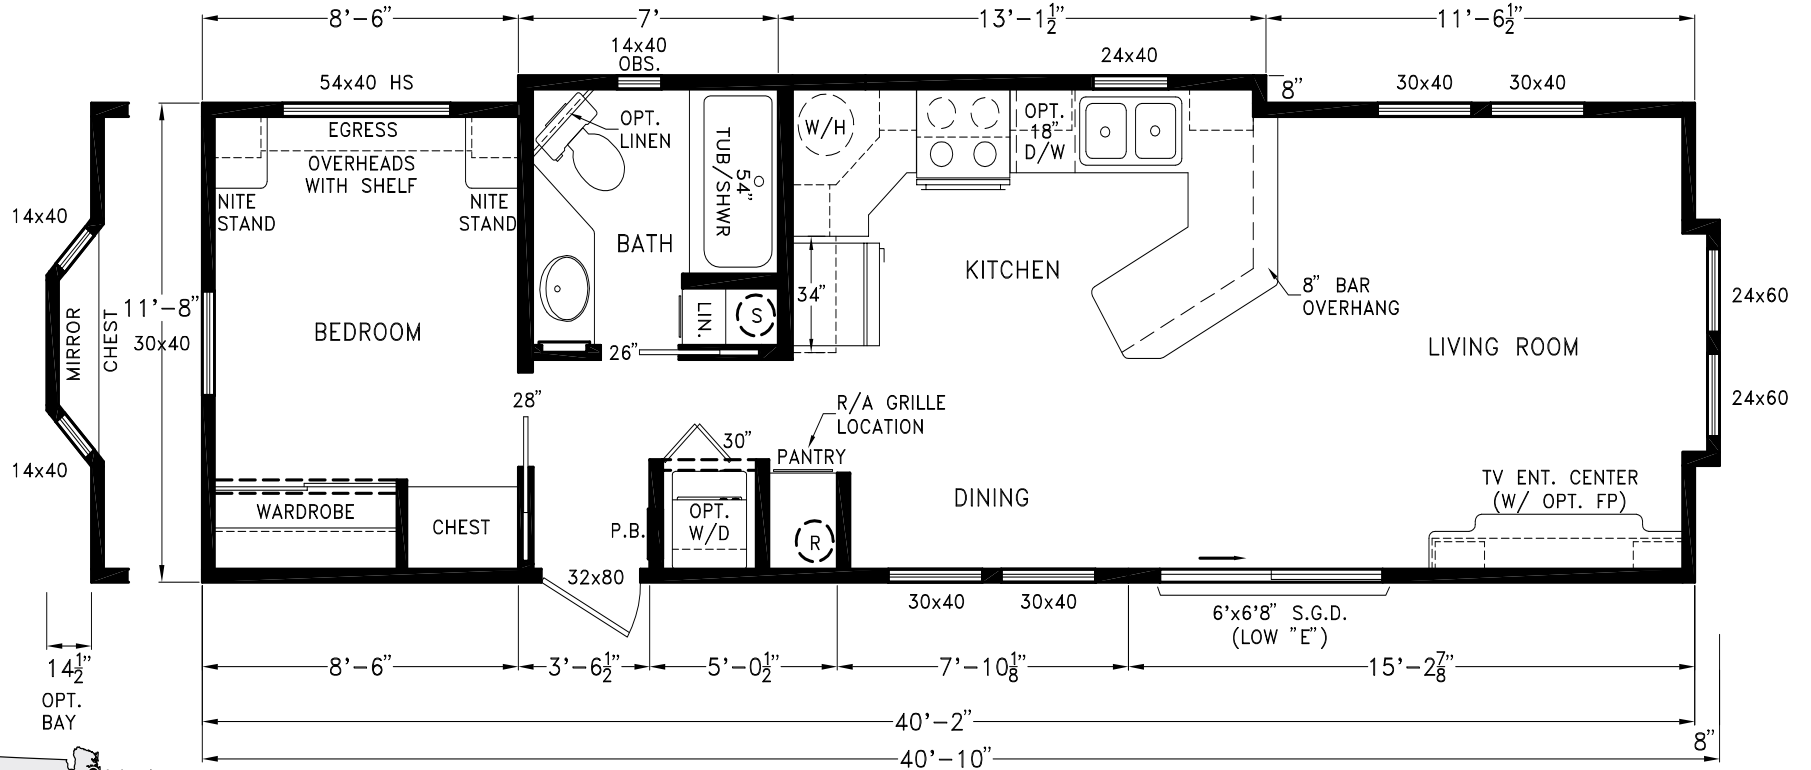 8'-6"
7'
13'-1½"
11'-6½"
14x40
OBS.
24x40
8"
54x40 HS
30x40
30x40
EGRESS
OVERHEADS
WITH SHELF
OPT.
LINEN
W/H
OPT.
18"
D/W
54"
TUB/SHWR
NITE
STAND
NITE
STAND
14x40
BATH
KITCHEN
8" BAR
OVERHANG
34"
24x60
11'-8"
30x40
MIRROR
CHEST
BEDROOM
LIN.
S
26"
LIVING ROOM
24x60
28"
R/A GRILLE
LOCATION
30"
PANTRY
14x40
DINING
TV ENT. CENTER
(W/ OPT. FP)
WARDROBE
CHEST
P.B.
OPT.
W/D
R
32x80
30x40
30x40
6'x6'8" S.G.D.
(LOW "E")
14½"
OPT.
BAY
8'-6"
3'-6½"
5'-0½"
7'-10⅛"
15'-2⅞"
40'-2"
8"
40'-10"